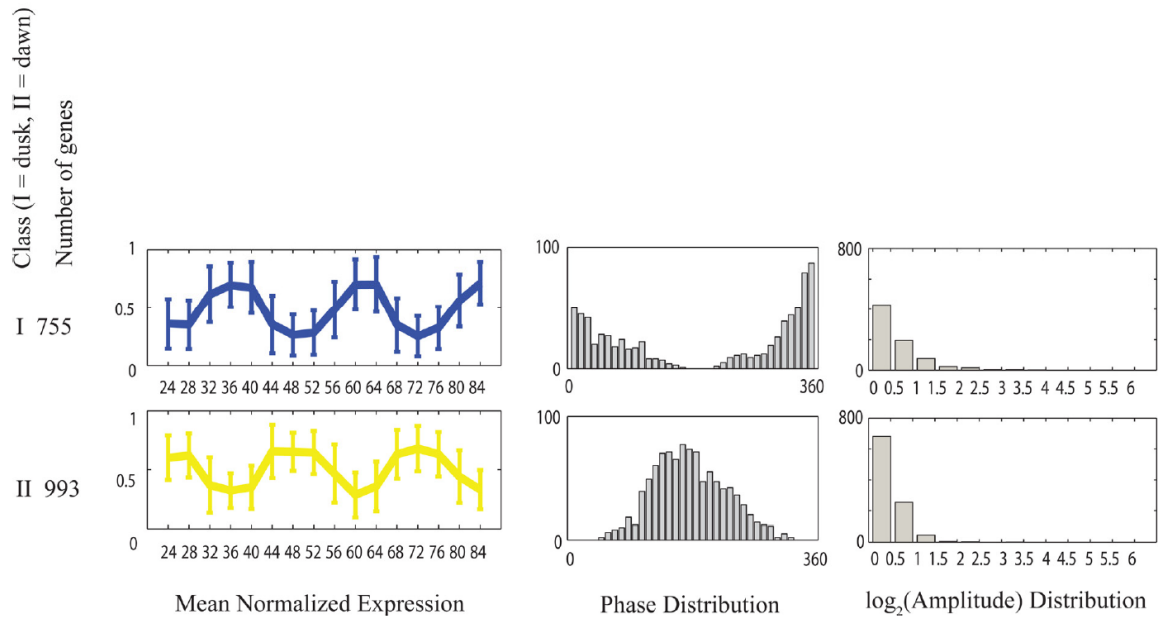 Class (I = dusk, II = dawn)
Number of genes
I 755
1
0.5
0
24 28 32 36 40 44 48 52 56 60 64 68 72 76 80 84
100
0
0 360
800
0
0 0.5 1 1.5 2 2.5 3 3.5 4 4.5 5 5.5 6
II 993
1
0.5
0
24 28 32 36 40 44 48 52 56 60 64 68 72 76 80 84
100
0
0 360
800
0
0 0.5 1 1.5 2 2.5 3 3.5 4 4.5 5 5.5 6
Mean Normalized Expression
Phase Distribution
log₂(Amplitude) Distribution